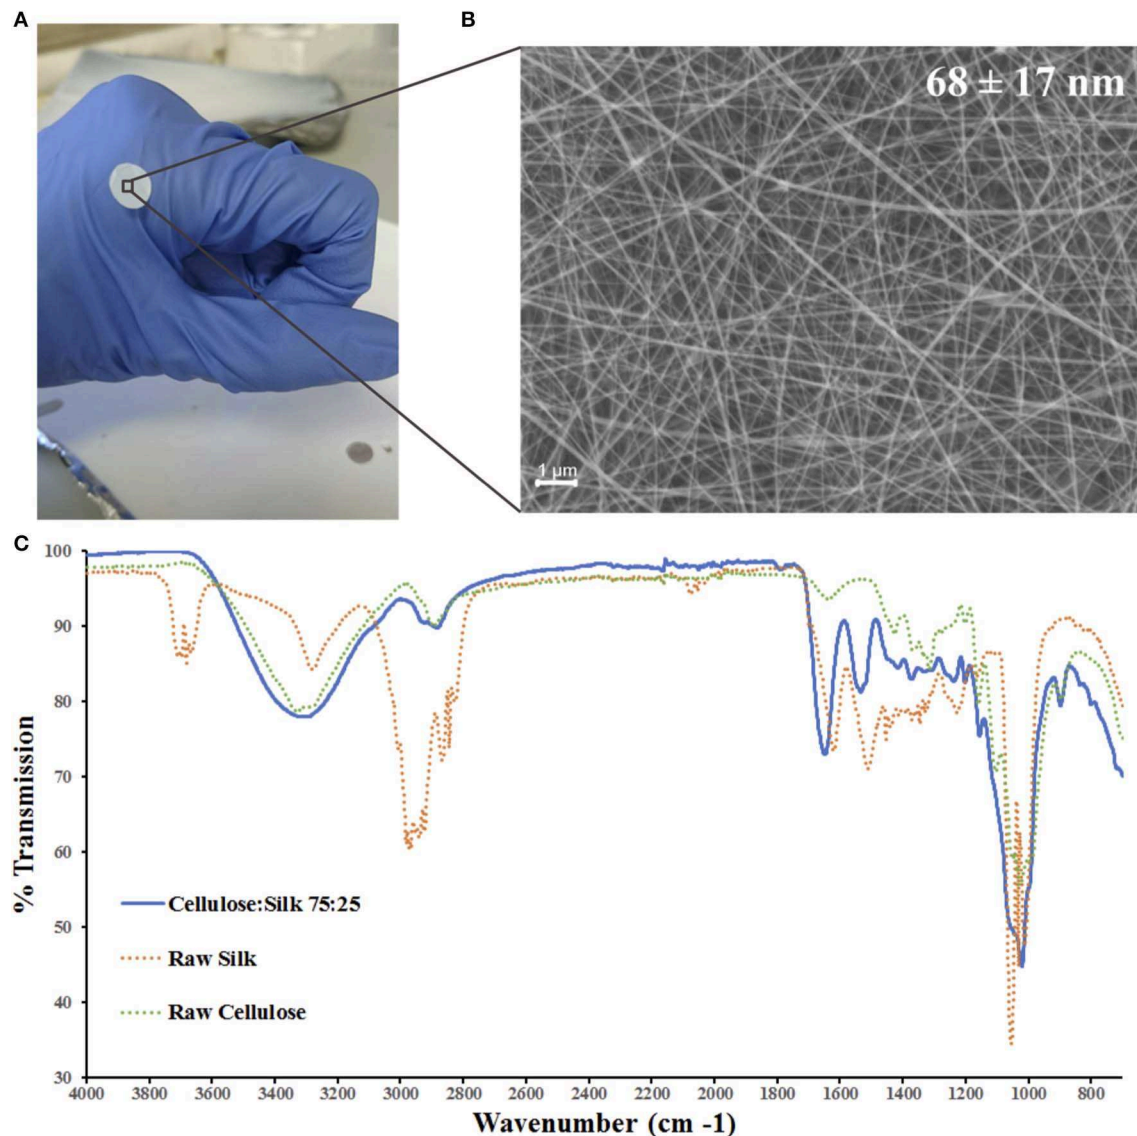 A
B
68 ± 17 nm
1 µm
C
100
90
80
70
60
50
40
30
% Transmission
Cellulose:Silk 75:25
Raw Silk
Raw Cellulose
4000 3800 3600 3400 3200 3000 2800 2600 2400 2200 2000 1800 1600 1400 1200 1000 800
Wavenumber (cm -1)